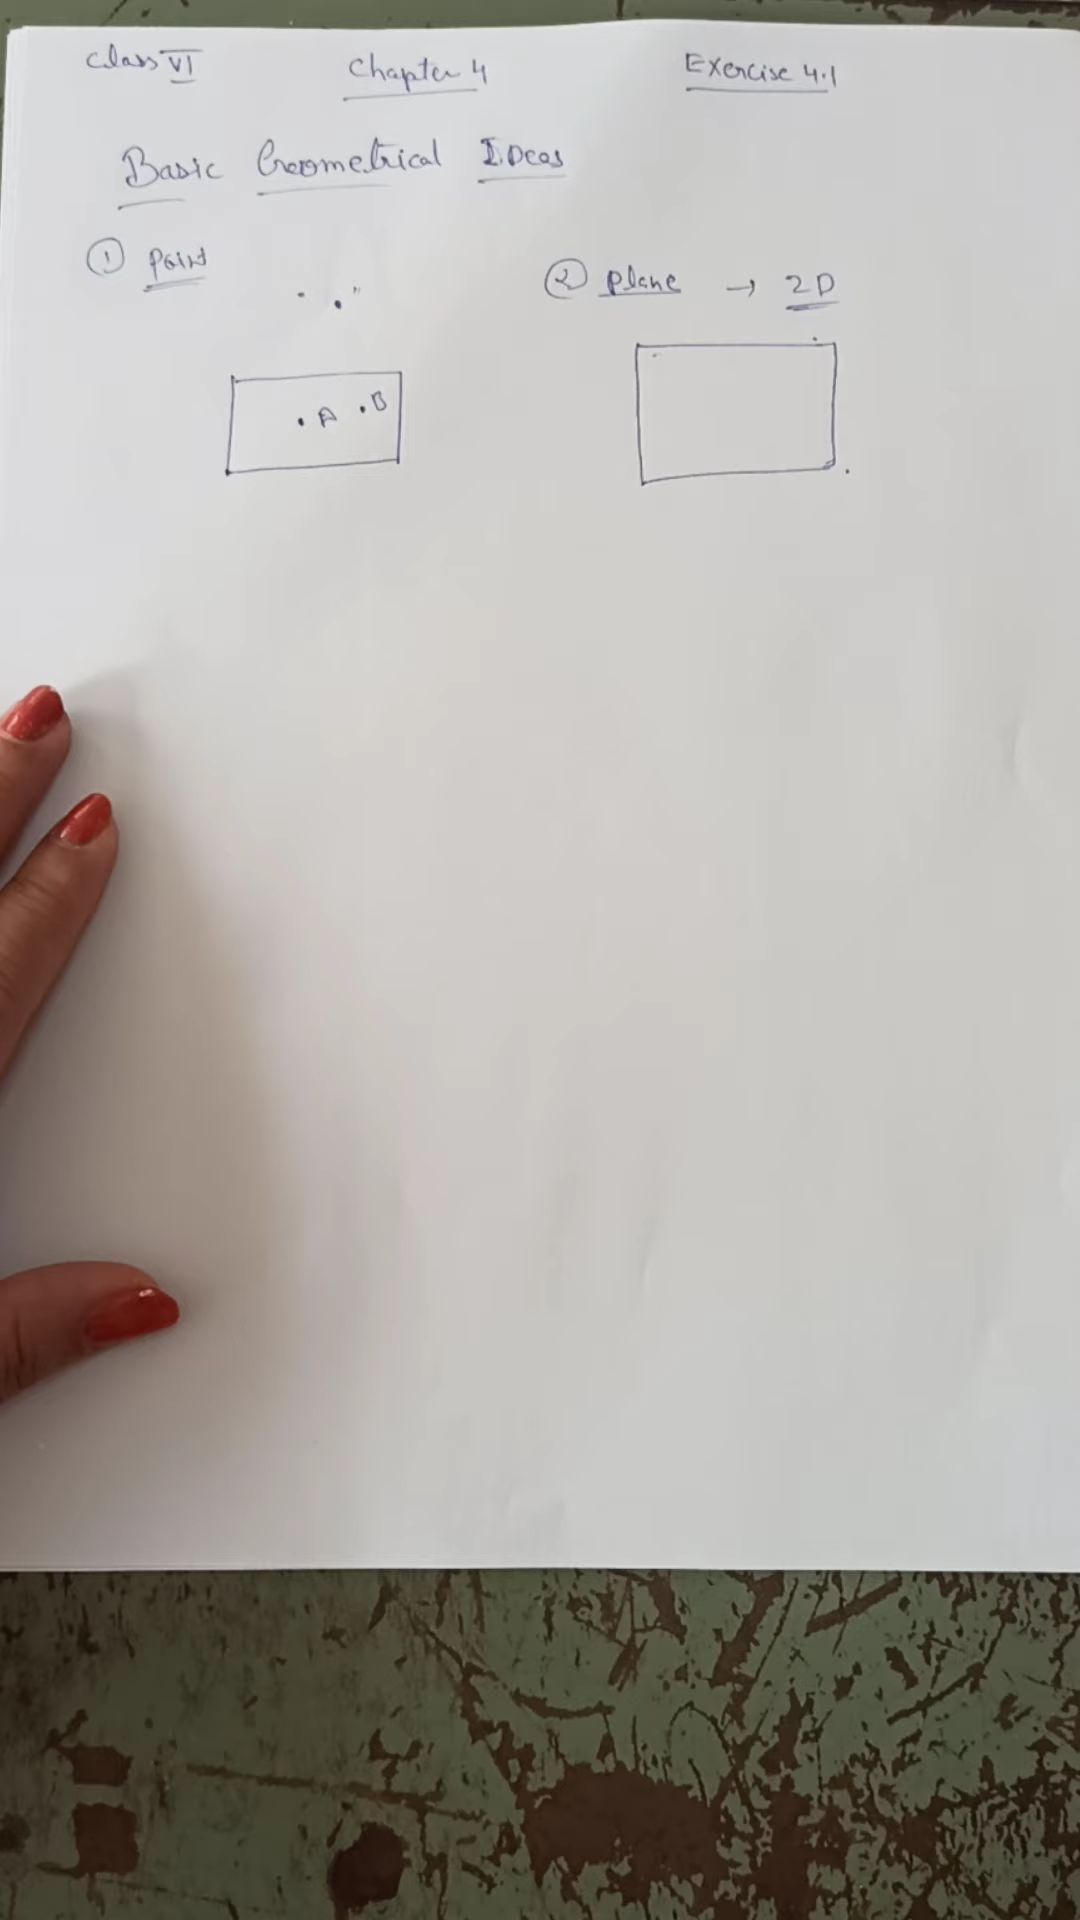 Class VI Chapter 4 Exercise 4.1
Basic Geometrical IDeas
① Point
② Plane → 2D
. A . B